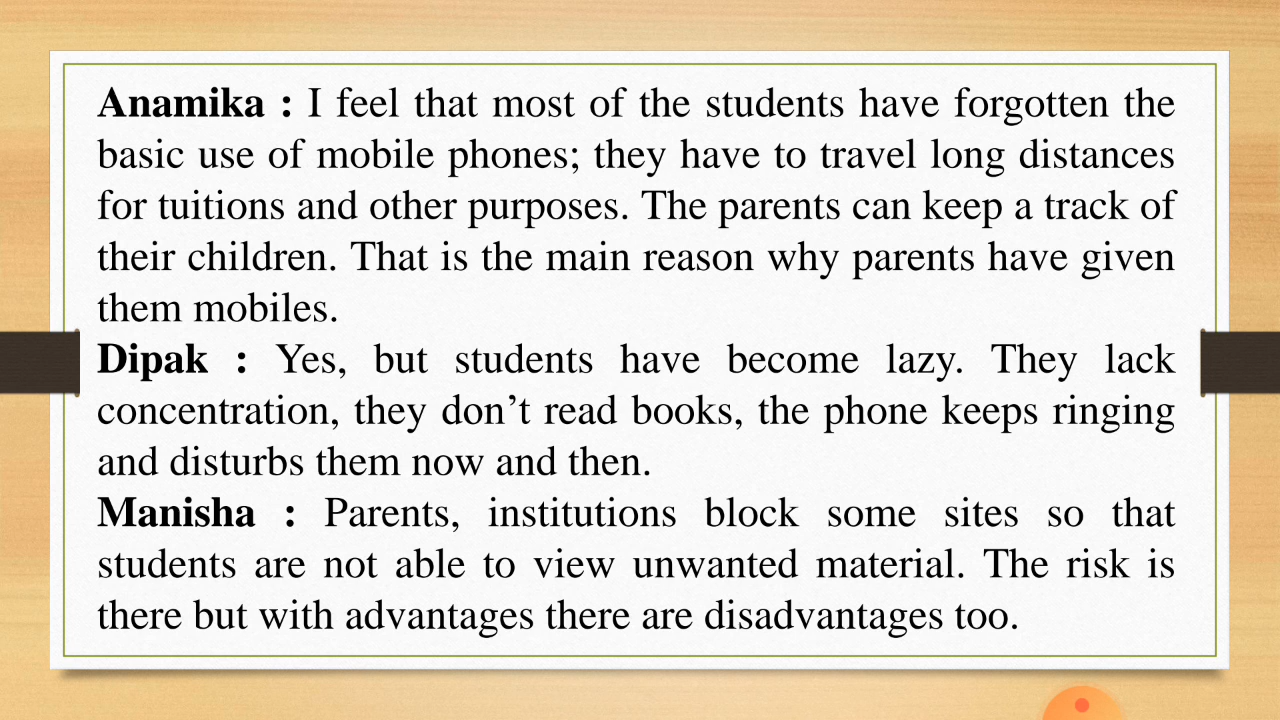 Anamika : I feel that most of the students have forgotten the
basic use of mobile phones; they have to travel long distances
for tuitions and other purposes. The parents can keep a track of
their children. That is the main reason why parents have given
them mobiles.
Dipak : Yes, but students have become lazy. They lack
concentration, they don’t read books, the phone keeps ringing
and disturbs them now and then.
Manisha : Parents, institutions block some sites so that
students are not able to view unwanted material. The risk is
there but with advantages there are disadvantages too.